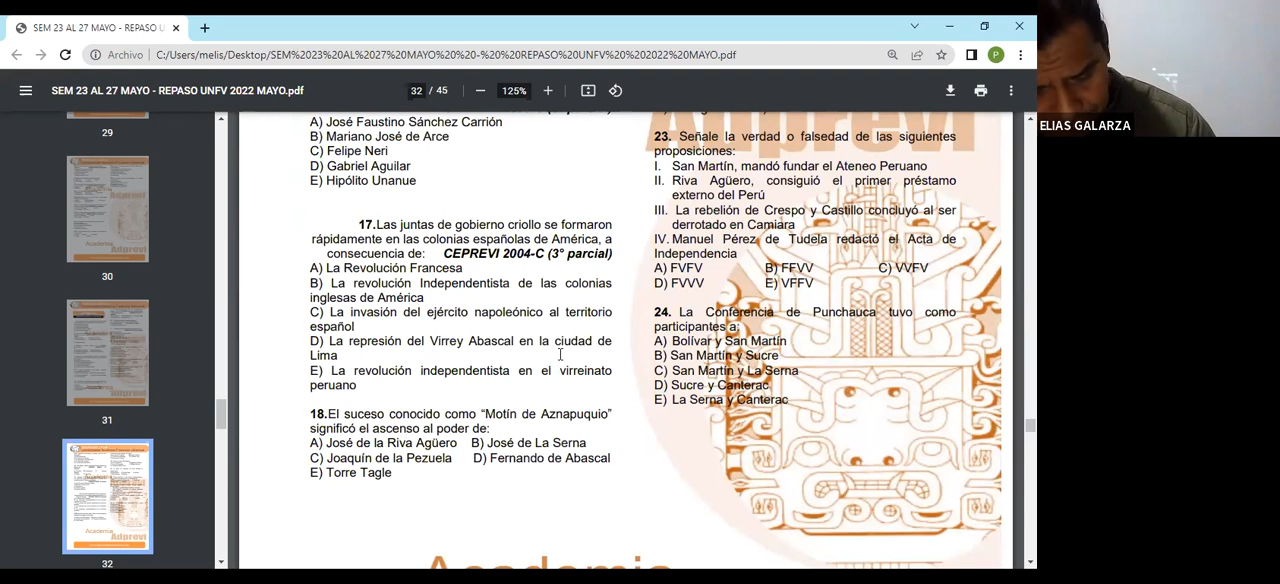 SEM 23 AL 27 MAYO - REPASO U
Archivo
C:/Users/melis/Desktop/SEM%2023%20AL%2027%20MAYO%20%20-%20%20REPASO%20UNFV%20%202022%20MAYO.pdf
P
SEM 23 AL 27 MAYO - REPASO UNFV 2022 MAYO.pdf
32 / 45
125%
ELIAS GALARZA
29
30
31
32
A) José Faustino Sánchez Carrión
B) Mariano José de Arce
C) Felipe Neri
D) Gabriel Aguilar
E) Hipólito Unanue
17.Las juntas de gobierno criollo se formaron
rápidamente en las colonias españolas de América, a
consecuencia de: CEPREVI 2004-C (3° parcial)
A) La Revolución Francesa
B) La revolución Independentista de las colonias
inglesas de América
C) La invasión del ejército napoleónico al territorio
español
D) La represión del Virrey Abascal en la ciudad de
Lima
E) La revolución independentista en el virreinato
peruano
18.El suceso conocido como “Motín de Aznapuquio”
significó el ascenso al poder de:
A) José de la Riva Agüero B) José de La Serna
C) Joaquín de la Pezuela D) Fernando de Abascal
E) Torre Tagle
23. Señale la verdad o falsedad de las siguientes
proposiciones:
I. San Martín, mandó fundar el Ateneo Peruano
II. Riva Agüero, consiguió el primer préstamo
externo del Perú
III. La rebelión de Crespo y Castillo concluyó al ser
derrotado en Camiara
IV. Manuel Pérez de Tudela redactó el Acta de
Independencia
A) FVFV B) FFVV C) VVFV
D) FVVV E) VFFV
24. La Conferencia de Punchauca tuvo como
participantes a:
A) Bolívar y San Martín
B) San Martín y Sucre
C) San Martín y La Serna
D) Sucre y Canterac
E) La Serna y Canterac
Adprevi
Academia
Academia
Adprevi